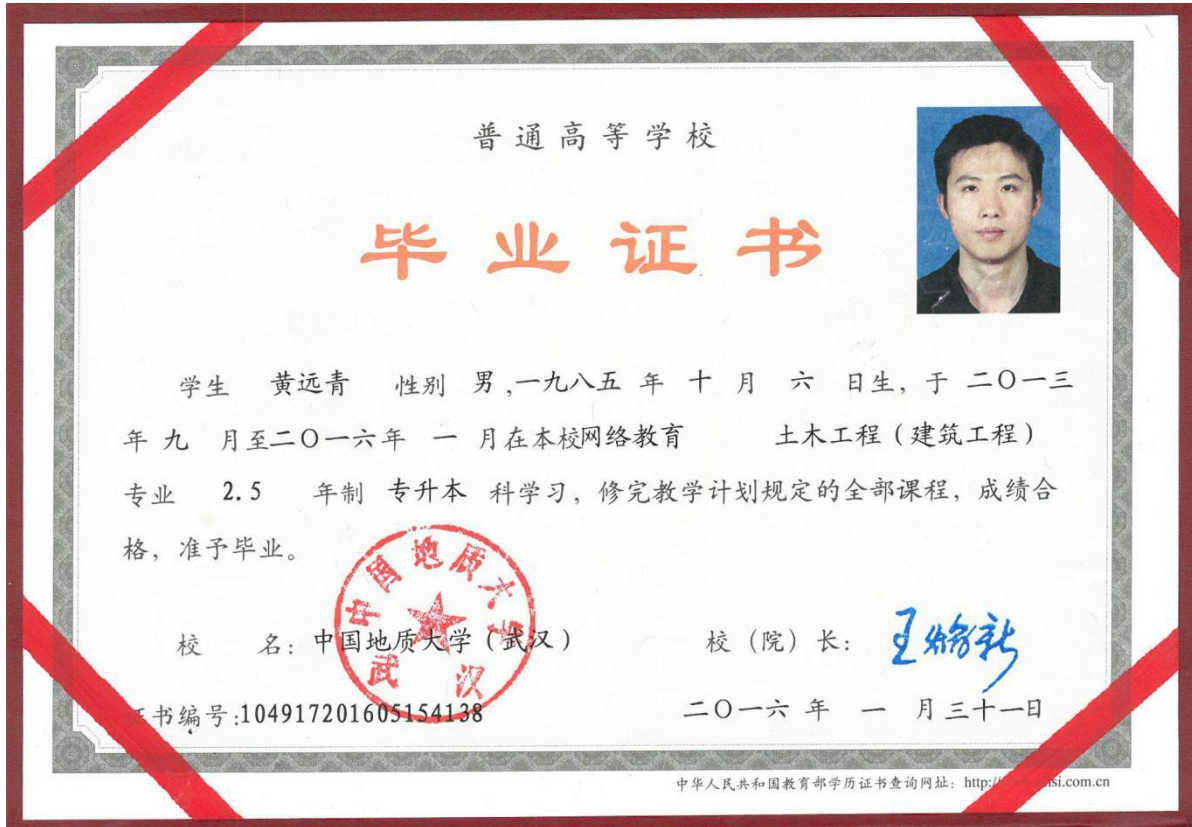 普通高等学校
毕业证书
学生 黄远青 性别 男,一九八五 年 十 月 六 日生, 于 二〇一三
年 九 月至二〇一六年 一 月在本校网络教育 土木工程(建筑工程)
专业 2.5 年制 专升本 科学习, 修完教学计划规定的全部课程, 成绩合
格, 准予毕业。
中国地质大学
武汉
校 名: 中国地质大学(武汉) 校(院)长:
书编号:104917201605154138 二〇一六 年 一 月三十一日
中华人民共和国教育部学历证书查询网址: http:/ si.com.cn